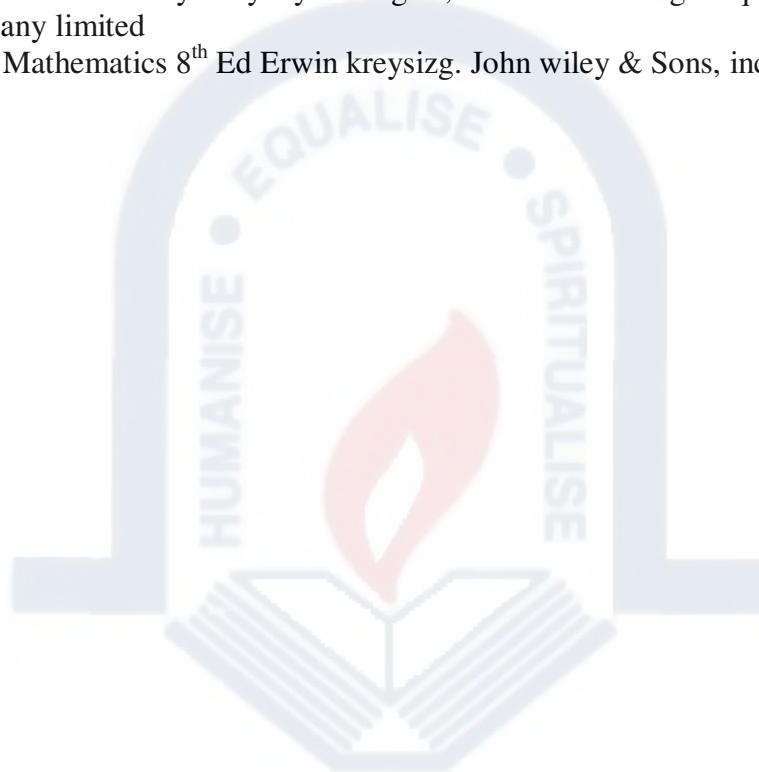 any limited
Mathematics 8th Ed Erwin kreysizg. John wiley & Sons, inc
HUMANISE • EQUALISE • SPIRITUALISE